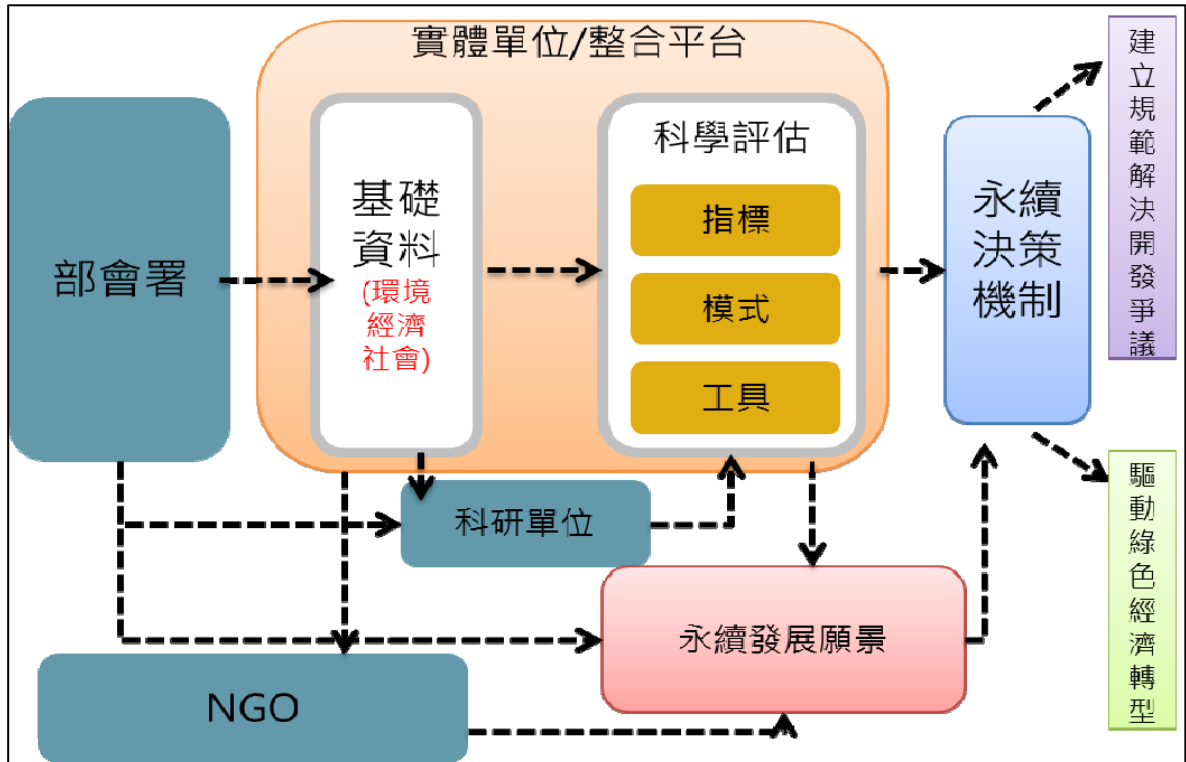 實體單位/整合平台
部會署
基礎
資料
(環境
經濟
社會)
科學評估
指標
模式
工具
永續
決策
機制
建立規範解決開發爭議
科研單位
永續發展願景
NGO
驅動綠色經濟轉型